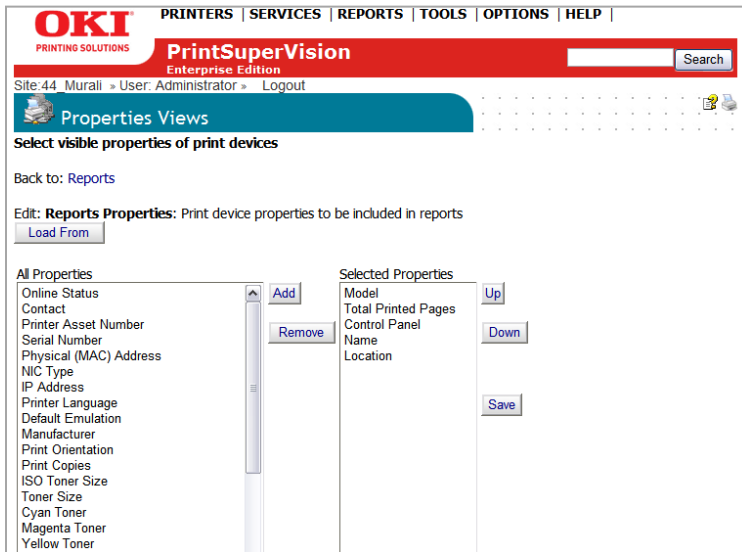 OKI
PRINTING SOLUTIONS
PRINTERS | SERVICES | REPORTS | TOOLS | OPTIONS | HELP |
PrintSuperVision
Enterprise Edition
Search
Site:44_Murali » User: Administrator » Logout
Properties Views
Select visible properties of print devices
Back to: Reports
Edit: Reports Properties: Print device properties to be included in reports
Load From
All Properties
Online Status
Contact
Printer Asset Number
Serial Number
Physical (MAC) Address
NIC Type
IP Address
Printer Language
Default Emulation
Manufacturer
Print Orientation
Print Copies
ISO Toner Size
Toner Size
Cyan Toner
Magenta Toner
Yellow Toner
Add
Remove
Selected Properties
Model
Total Printed Pages
Control Panel
Name
Location
Up
Down
Save